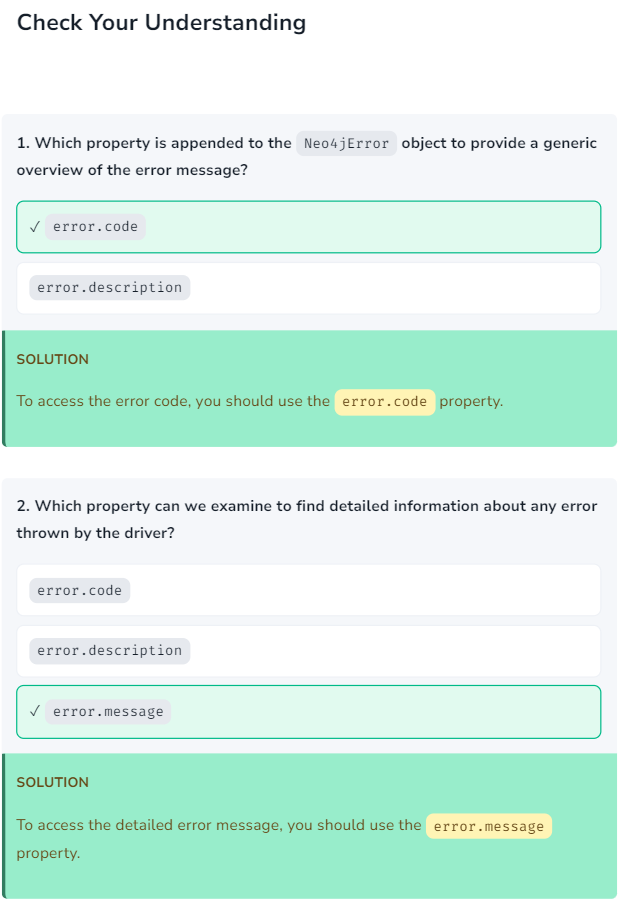 Check Your Understanding
1. Which property is appended to the Neo4jError object to provide a generic
overview of the error message?
✓ error.code
error.description
SOLUTION
To access the error code, you should use the error.code property.
2. Which property can we examine to find detailed information about any error
thrown by the driver?
error.code
error.description
✓ error.message
SOLUTION
To access the detailed error message, you should use the error.message
property.